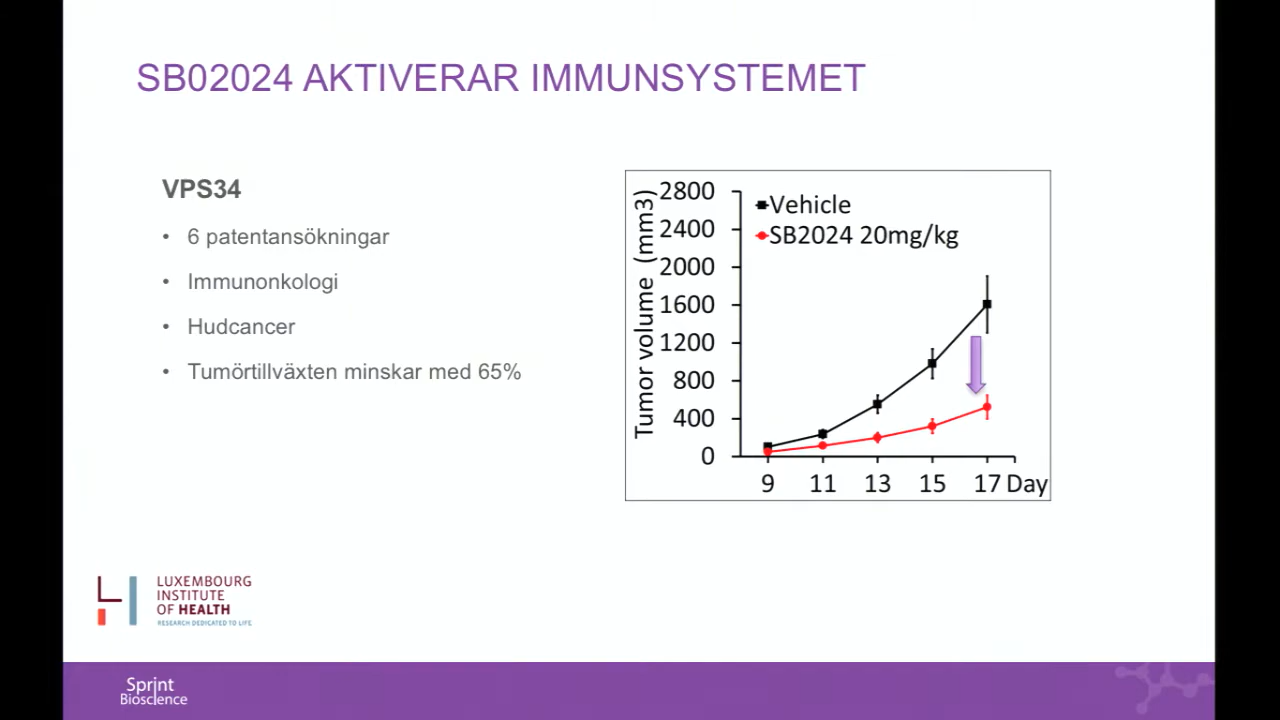 SB02024 AKTIVERAR IMMUNSYSTEMET
VPS34
• 6 patentansökningar
• Immunonkologi
• Hudcancer
• Tumörtillväxten minskar med 65%
Tumor volume (mm3)
2800
2400
2000
1600
1200
800
400
0
Vehicle
SB2024 20mg/kg
9 11 13 15 17 Day
LUXEMBOURG
INSTITUTE
OF HEALTH
RESEARCH DEDICATED TO LIFE
Sprint
Bioscience